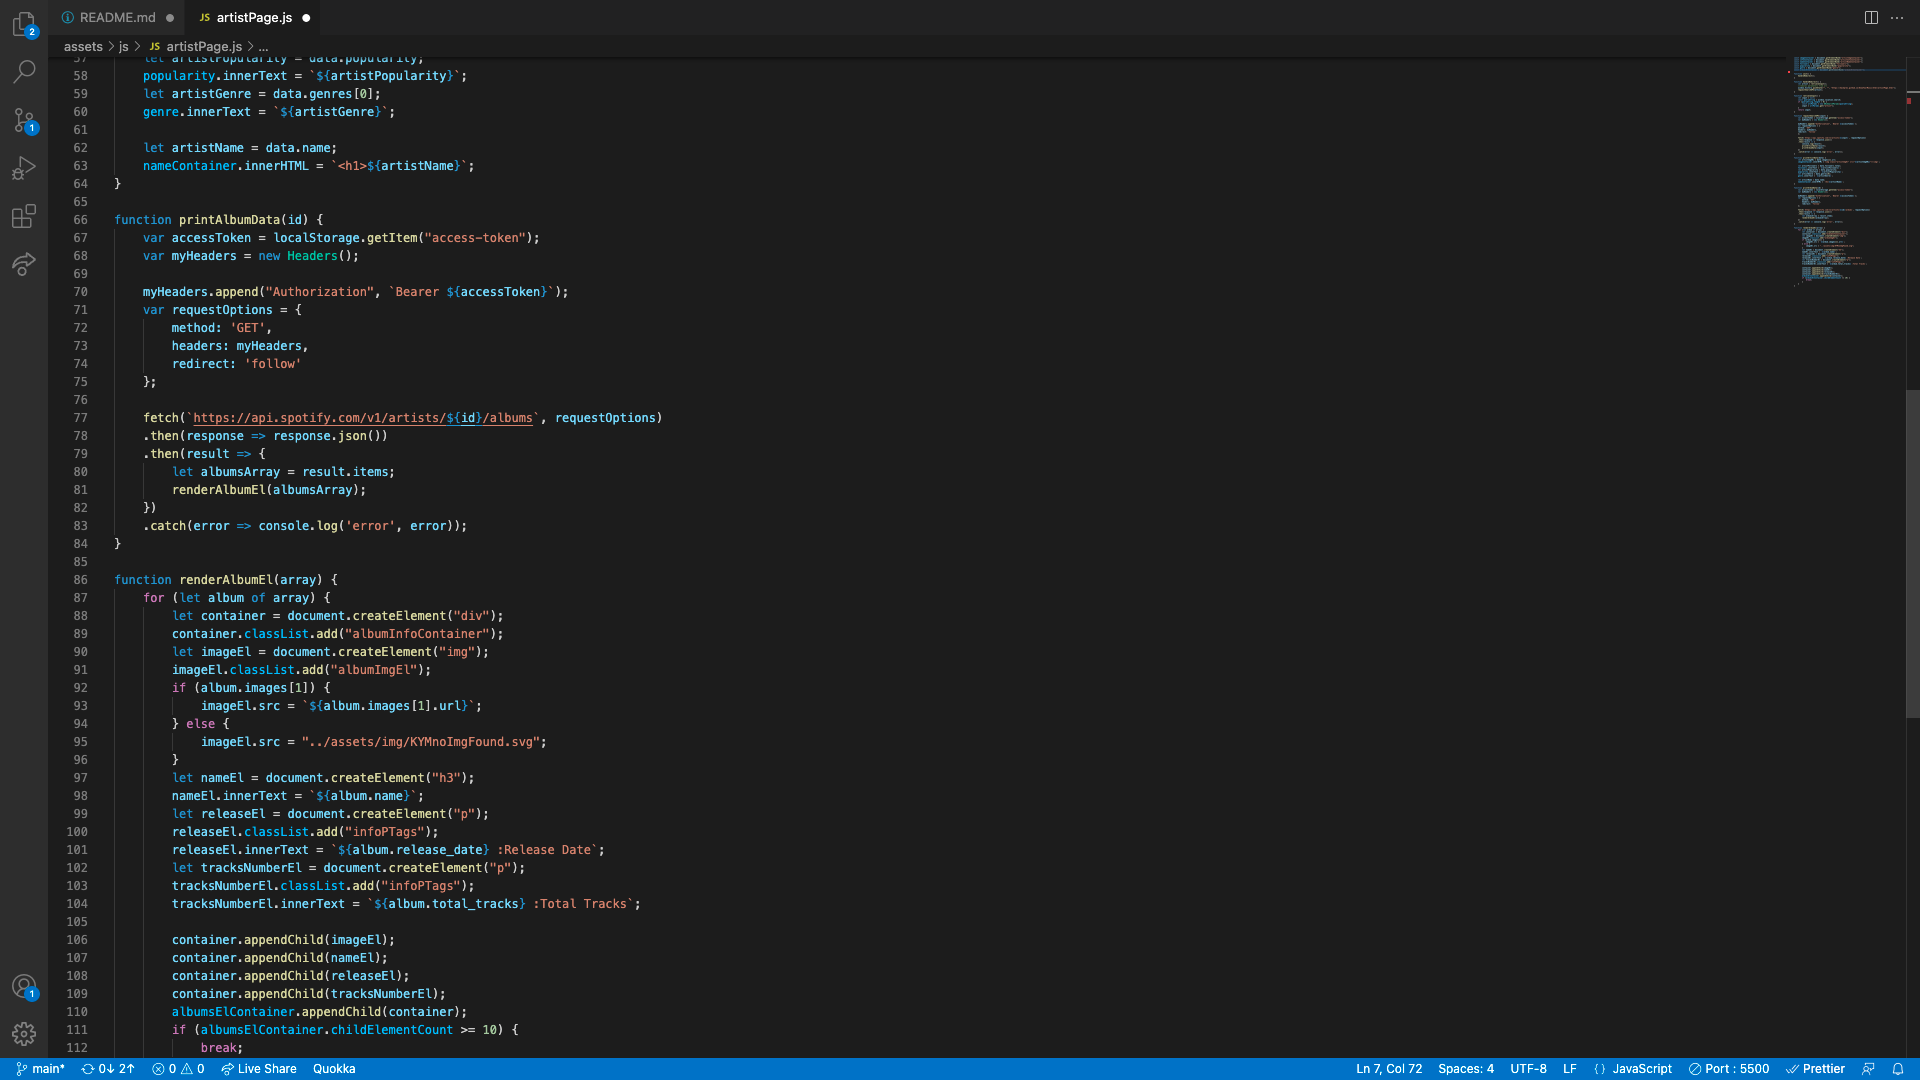 README.md
JS artistPage.js
assets > js > JS artistPage.js > ...
57 let artistPopularity = data.popularity;
58 popularity.innerText = `${artistPopularity}`;
59 let artistGenre = data.genres[0];
60 genre.innerText = `${artistGenre}`;
61
62 let artistName = data.name;
63 nameContainer.innerHTML = `<h1>${artistName}`;
64 }
65
66 function printAlbumData(id) {
67 var accessToken = localStorage.getItem("access-token");
68 var myHeaders = new Headers();
69
70 myHeaders.append("Authorization", `Bearer ${accessToken}`);
71 var requestOptions = {
72 method: 'GET',
73 headers: myHeaders,
74 redirect: 'follow'
75 };
76
77 fetch(`https://api.spotify.com/v1/artists/${id}/albums`, requestOptions)
78 .then(response => response.json())
79 .then(result => {
80 let albumsArray = result.items;
81 renderAlbumEl(albumsArray);
82 })
83 .catch(error => console.log('error', error));
84 }
85
86 function renderAlbumEl(array) {
87 for (let album of array) {
88 let container = document.createElement("div");
89 container.classList.add("albumInfoContainer");
90 let imageEl = document.createElement("img");
91 imageEl.classList.add("albumImgEl");
92 if (album.images[1]) {
93 imageEl.src = `${album.images[1].url}`;
94 } else {
95 imageEl.src = "../assets/img/KYMnoImgFound.svg";
96 }
97 let nameEl = document.createElement("h3");
98 nameEl.innerText = `${album.name}`;
99 let releaseEl = document.createElement("p");
100 releaseEl.classList.add("infoPTags");
101 releaseEl.innerText = `${album.release_date} :Release Date`;
102 let tracksNumberEl = document.createElement("p");
103 tracksNumberEl.classList.add("infoPTags");
104 tracksNumberEl.innerText = `${album.total_tracks} :Total Tracks`;
105
106 container.appendChild(imageEl);
107 container.appendChild(nameEl);
108 container.appendChild(releaseEl);
109 container.appendChild(tracksNumberEl);
110 albumsElContainer.appendChild(container);
111 if (albumsElContainer.childElementCount >= 10) {
112 break;
2
1
1
main* 0↓ 2↑ 0 0 Live Share Quokka Ln 7, Col 72 Spaces: 4 UTF-8 LF {} JavaScript Port : 5500 Prettier